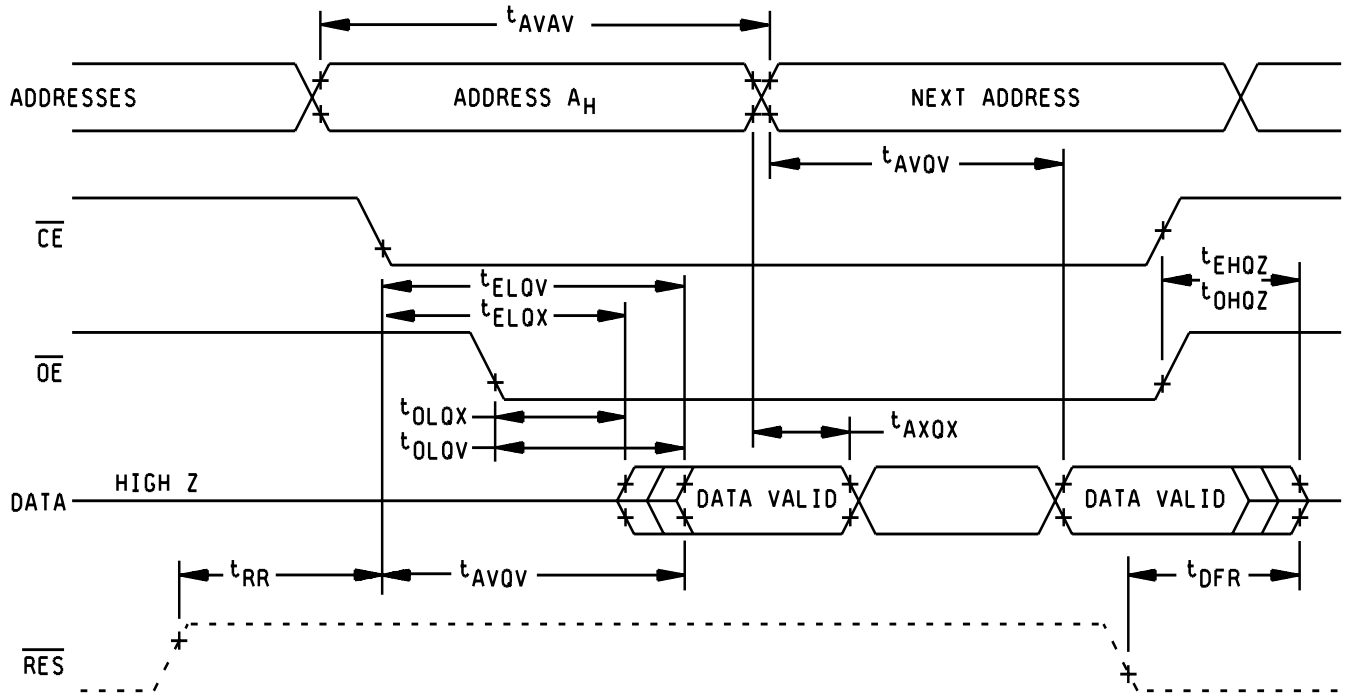 tAVAV
ADDRESSES
ADDRESS AH
NEXT ADDRESS
tAVQV
CE
tEHQZ
tOHQZ
tELQV
tELQX
OE
tOLQX
tAXQX
tOLQV
HIGH Z
DATA
DATA VALID
DATA VALID
tRR
tAVQV
tDFR
RES